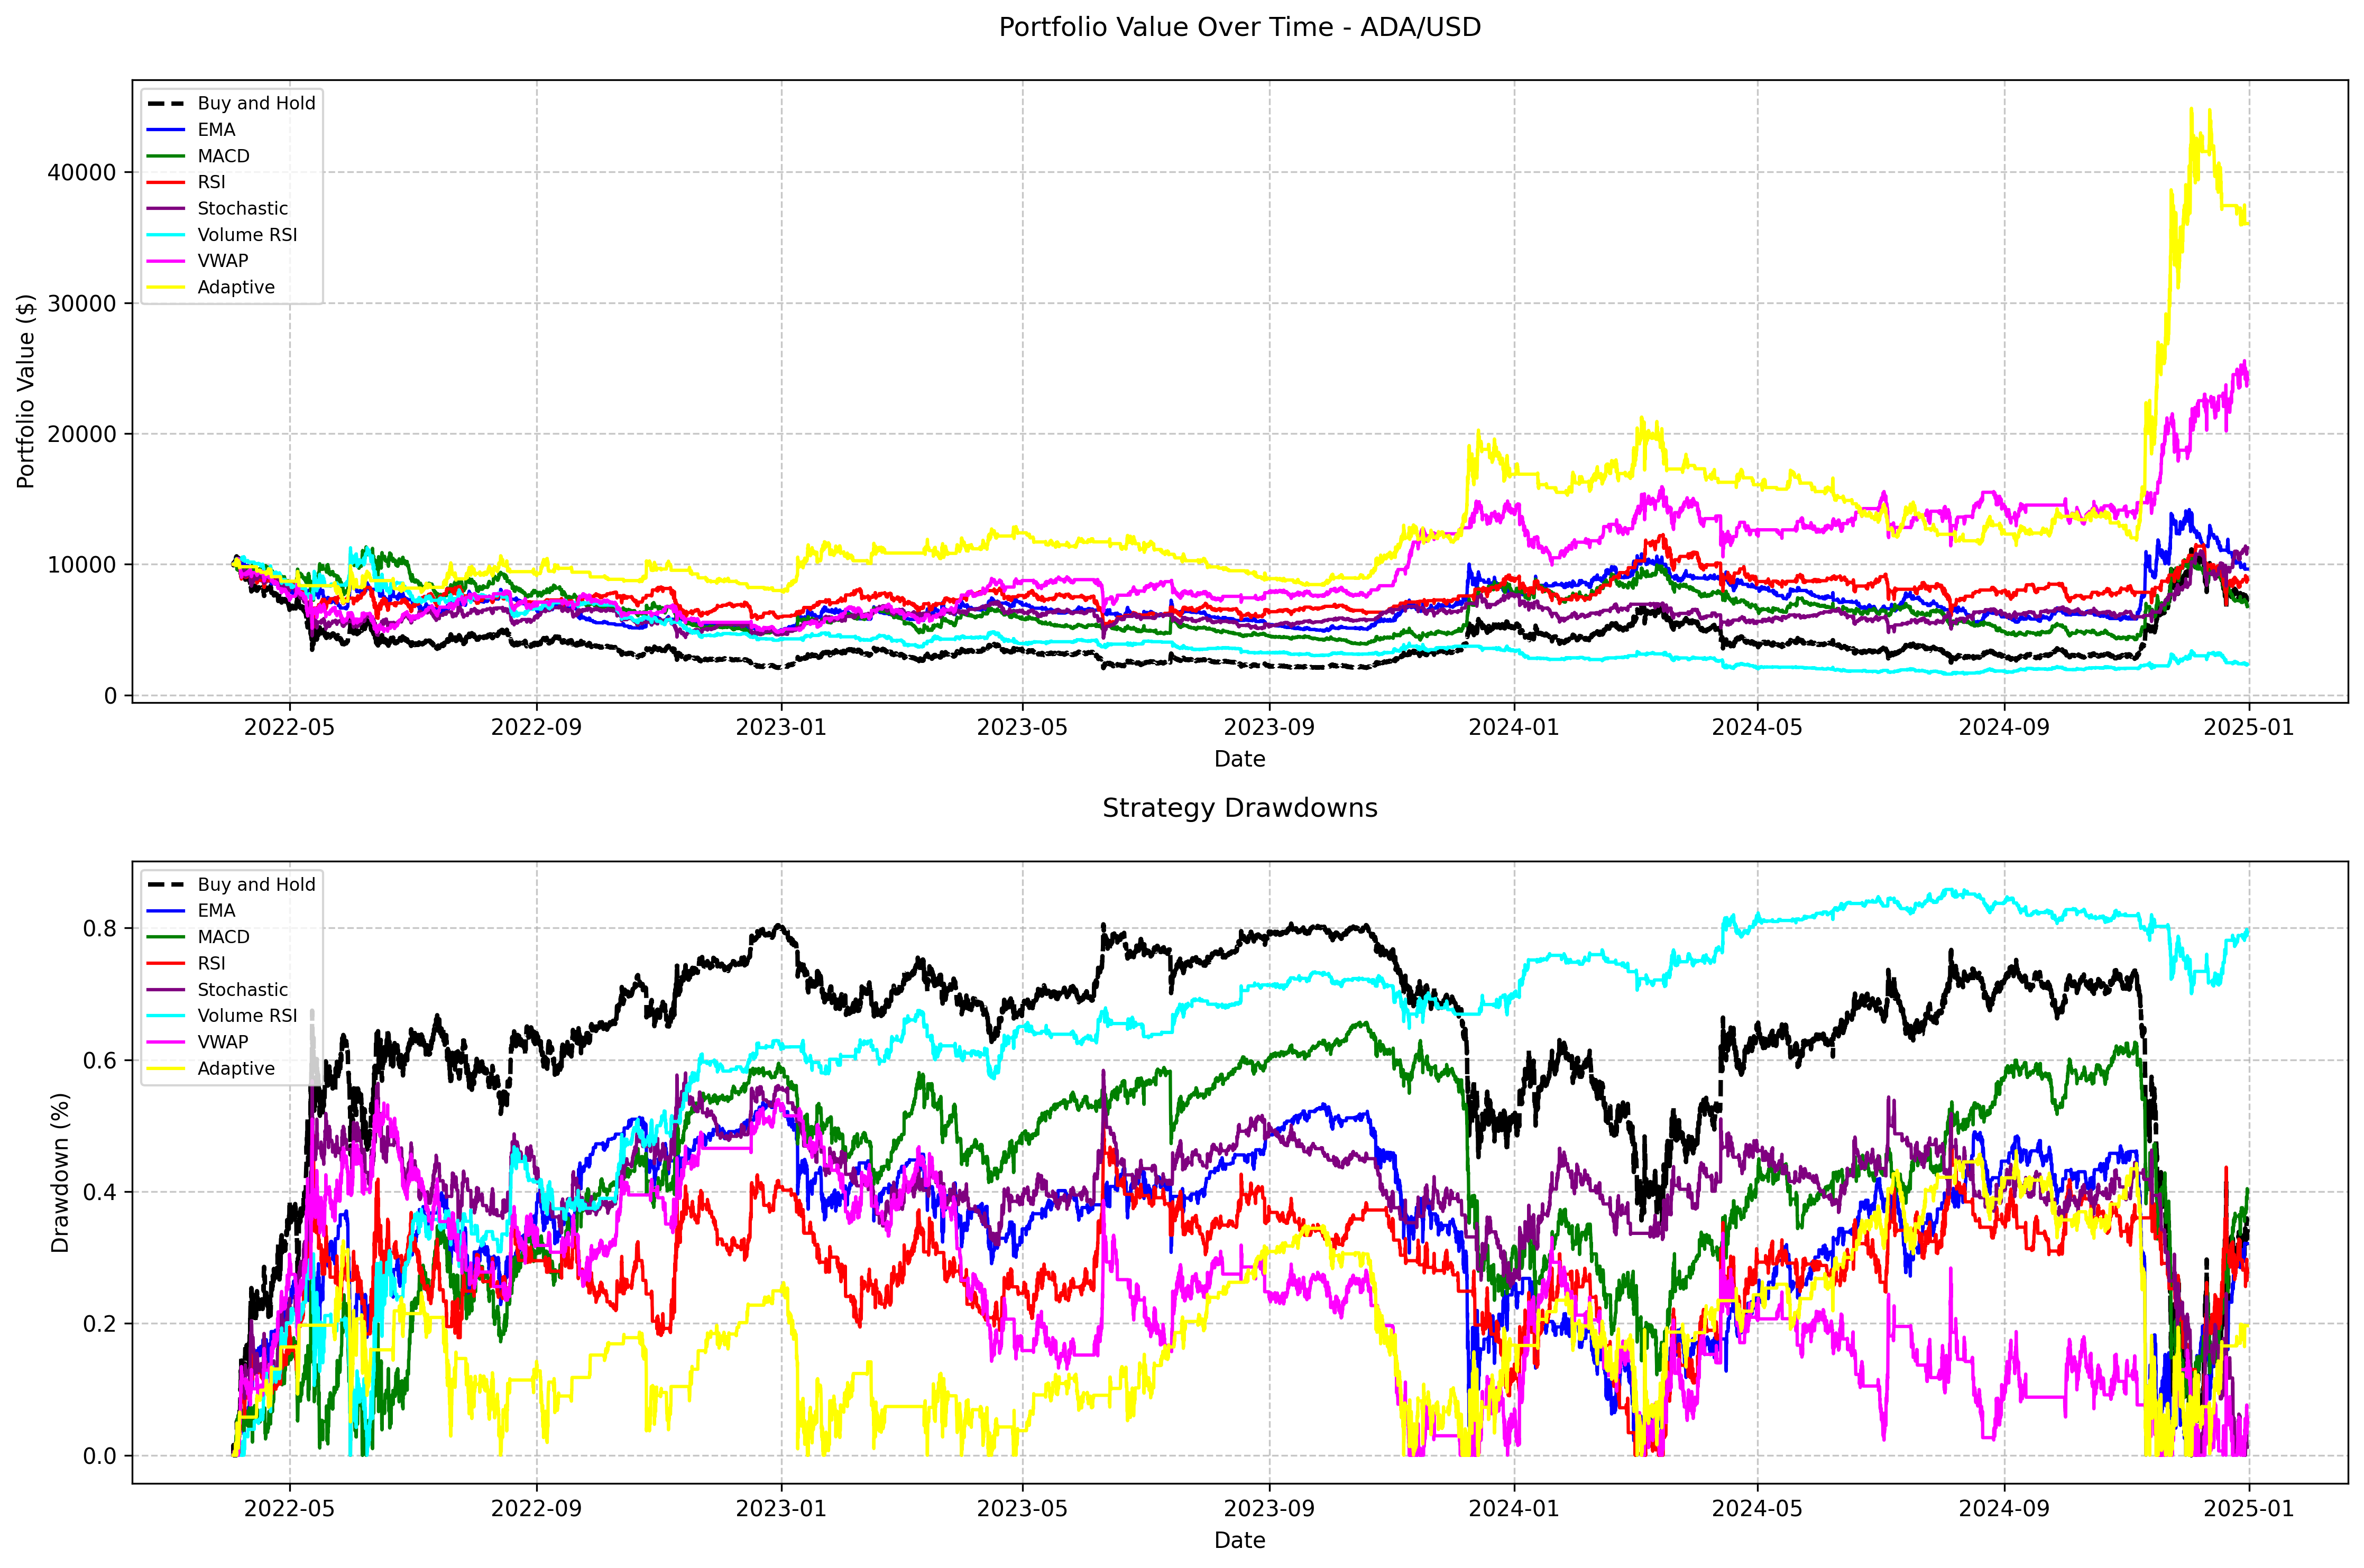 Portfolio Value Over Time - ADA/USD
Buy and Hold
EMA
MACD
RSI
Stochastic
Volume RSI
VWAP
Adaptive
Portfolio Value ($)
40000
30000
20000
10000
0
2022-05 2022-09 2023-01 2023-05 2023-09 2024-01 2024-05 2024-09 2025-01
Date
Strategy Drawdowns
Buy and Hold
EMA
MACD
RSI
Stochastic
Volume RSI
VWAP
Adaptive
Drawdown (%)
0.8
0.6
0.4
0.2
0.0
2022-05 2022-09 2023-01 2023-05 2023-09 2024-01 2024-05 2024-09 2025-01
Date